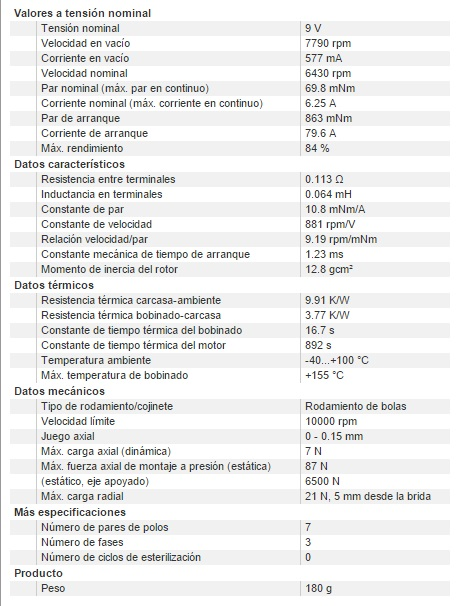 Valores a tensión nominal
Tensión nominal 9 V
Velocidad en vacío 7790 rpm
Corriente en vacío 577 mA
Velocidad nominal 6430 rpm
Par nominal (máx. par en continuo) 69.8 mNm
Corriente nominal (máx. corriente en continuo) 6.25 A
Par de arranque 863 mNm
Corriente de arranque 79.6 A
Máx. rendimiento 84 %
Datos característicos
Resistencia entre terminales 0.113 Ω
Inductancia en terminales 0.064 mH
Constante de par 10.8 mNm/A
Constante de velocidad 881 rpm/V
Relación velocidad/par 9.19 rpm/mNm
Constante mecánica de tiempo de arranque 1.23 ms
Momento de inercia del rotor 12.8 gcm²
Datos térmicos
Resistencia térmica carcasa-ambiente 9.91 K/W
Resistencia térmica bobinado-carcasa 3.77 K/W
Constante de tiempo térmica del bobinado 16.7 s
Constante de tiempo térmica del motor 892 s
Temperatura ambiente -40...+100 °C
Máx. temperatura de bobinado +155 °C
Datos mecánicos
Tipo de rodamiento/cojinete Rodamiento de bolas
Velocidad límite 10000 rpm
Juego axial 0 - 0.15 mm
Máx. carga axial (dinámica) 7 N
Máx. fuerza axial de montaje a presión (estática) 87 N
(estático, eje apoyado) 6500 N
Máx. carga radial 21 N, 5 mm desde la brida
Más especificaciones
Número de pares de polos 7
Número de fases 3
Número de ciclos de esterilización 0
Producto
Peso 180 g